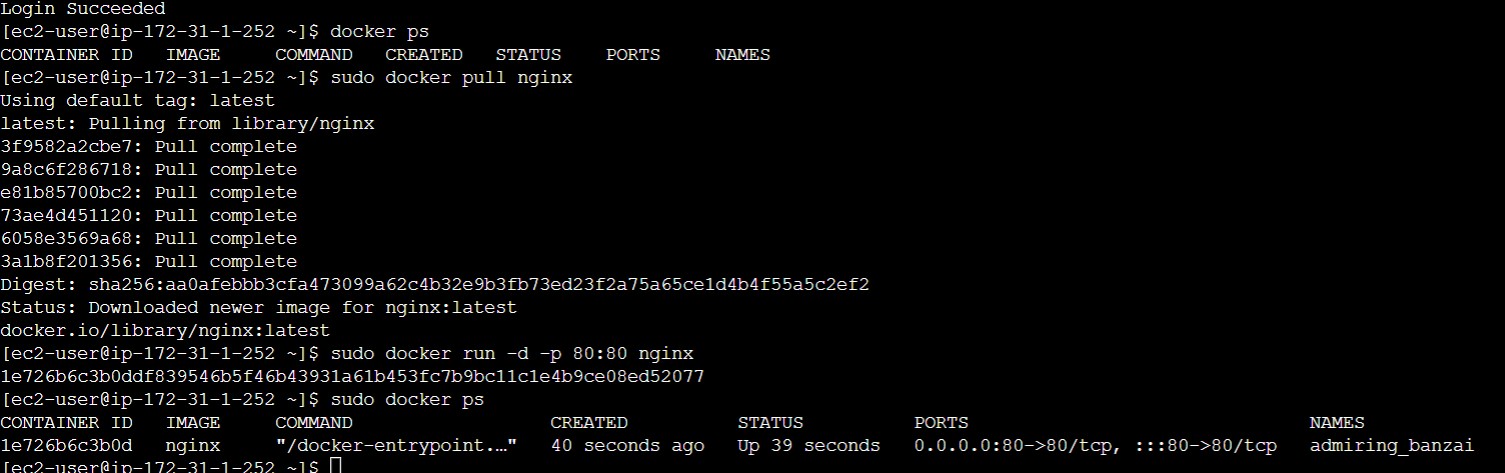 Login Succeeded
[ec2-user@ip-172-31-1-252 ~]$ docker ps
CONTAINER ID   IMAGE     COMMAND   CREATED   STATUS    PORTS     NAMES
[ec2-user@ip-172-31-1-252 ~]$ sudo docker pull nginx
Using default tag: latest
latest: Pulling from library/nginx
3f9582a2cbe7: Pull complete
9a8c6f286718: Pull complete
e81b85700bc2: Pull complete
73ae4d451120: Pull complete
6058e3569a68: Pull complete
3a1b8f201356: Pull complete
Digest: sha256:aa0afebbb3cfa473099a62c4b32e9b3fb73ed23f2a75a65ce1d4b4f55a5c2ef2
Status: Downloaded newer image for nginx:latest
docker.io/library/nginx:latest
[ec2-user@ip-172-31-1-252 ~]$ sudo docker run -d -p 80:80 nginx
1e726b6c3b0ddf839546b5f46b43931a61b453fc7b9bc11c1e4b9ce08ed52077
[ec2-user@ip-172-31-1-252 ~]$ sudo docker ps
CONTAINER ID   IMAGE     COMMAND                  CREATED          STATUS          PORTS                               NAMES
1e726b6c3b0d   nginx     "/docker-entrypoint.…"   40 seconds ago   Up 39 seconds   0.0.0.0:80->80/tcp, :::80->80/tcp   admiring_banzai
[ec2-user@ip-172-31-1-252 ~]$